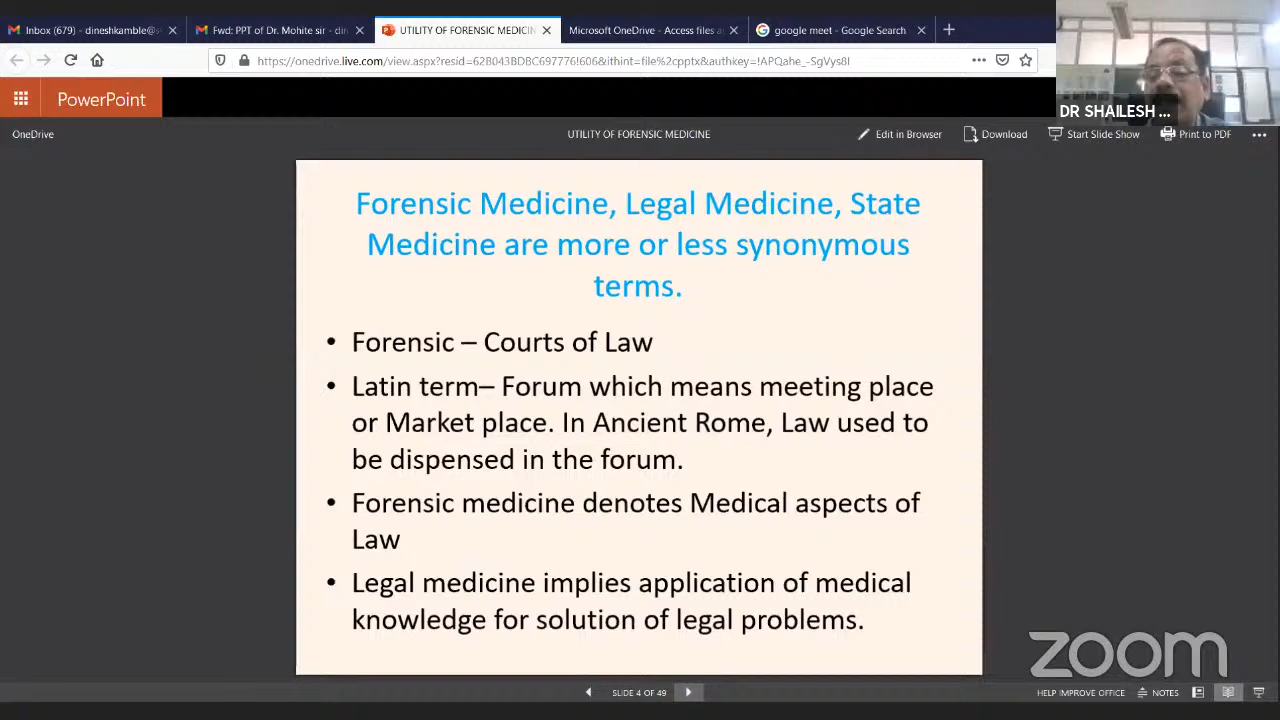 Inbox (679) - dineshkamble@s
Fwd: PPT of Dr. Mohite sir - din
UTILITY OF FORENSIC MEDICIN
Microsoft OneDrive - Access files a
google meet - Google Search
https://onedrive.live.com/view.aspx?resid=62B043BDBC697776!606&ithint=file%2cpptx&authkey=!APQahe_-SgVys8I
DR SHAILESH ...
PowerPoint
OneDrive
UTILITY OF FORENSIC MEDICINE
Edit in Browser
Download
Start Slide Show
Print to PDF
Forensic Medicine, Legal Medicine, State
Medicine are more or less synonymous
terms.
• Forensic – Courts of Law
• Latin term– Forum which means meeting place
or Market place. In Ancient Rome, Law used to
be dispensed in the forum.
• Forensic medicine denotes Medical aspects of
Law
• Legal medicine implies application of medical
knowledge for solution of legal problems.
zoom
SLIDE 4 OF 49
HELP IMPROVE OFFICE
NOTES